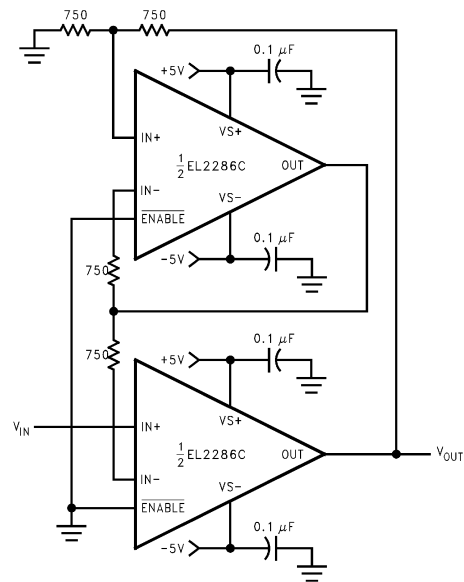 750 750
0.1 μF
+5V
VS+
IN+
1/2 EL2286C OUT
IN-
VS-
ENABLE
0.1 μF
-5V
750
750
0.1 μF
+5V
VS+
VIN IN+
1/2 EL2286C OUT VOUT
IN-
VS-
ENABLE
0.1 μF
-5V